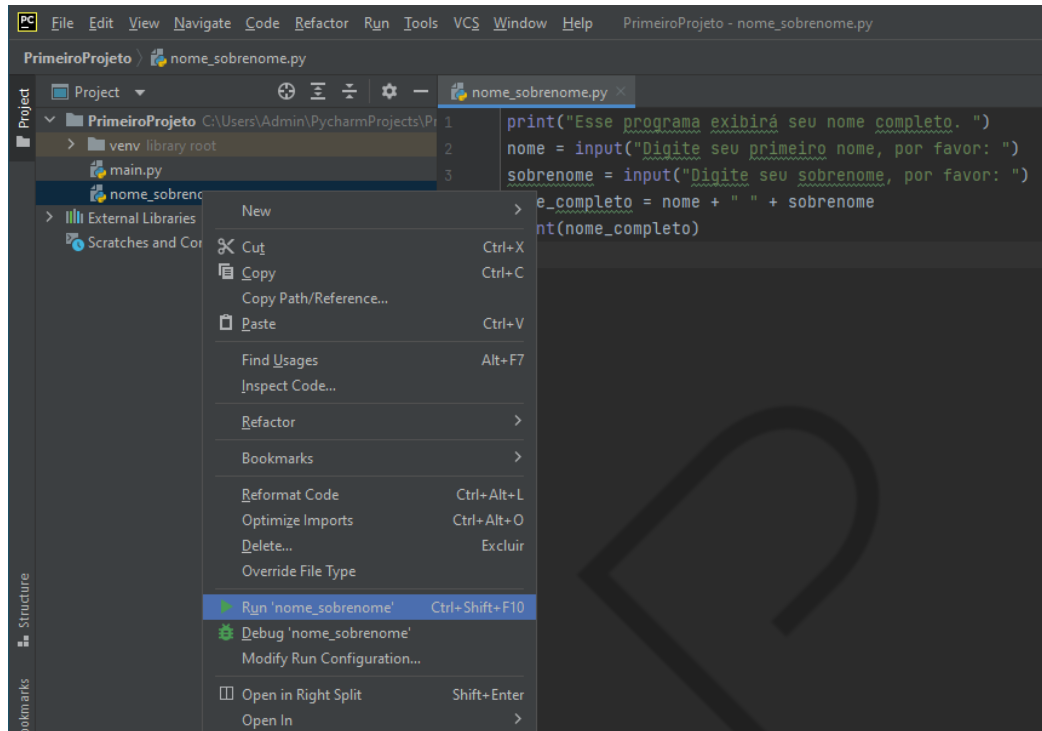 PC File Edit View Navigate Code Refactor Run Tools VCS Window Help PrimeiroProjeto - nome_sobrenome.py
PrimeiroProjeto nome_sobrenome.py
Project
Project
nome_sobrenome.py
PrimeiroProjeto C:\Users\Admin\PycharmProjects\Pr
venv library root
main.py
nome_sobreno
External Libraries
Scratches and Cor
1 print("Esse programa exibirá seu nome completo. ")
2 nome = input("Digite seu primeiro nome, por favor: ")
3 sobrenome = input("Digite seu sobrenome, por favor: ")
e_completo = nome + " " + sobrenome
nt(nome_completo)
New
Cut Ctrl+X
Copy Ctrl+C
Copy Path/Reference...
Paste Ctrl+V
Find Usages Alt+F7
Inspect Code...
Refactor
Bookmarks
Reformat Code Ctrl+Alt+L
Optimize Imports Ctrl+Alt+O
Delete... Excluir
Override File Type
Run 'nome_sobrenome' Ctrl+Shift+F10
Debug 'nome_sobrenome'
Modify Run Configuration...
Open in Right Split Shift+Enter
Open In
Structure
okmarks